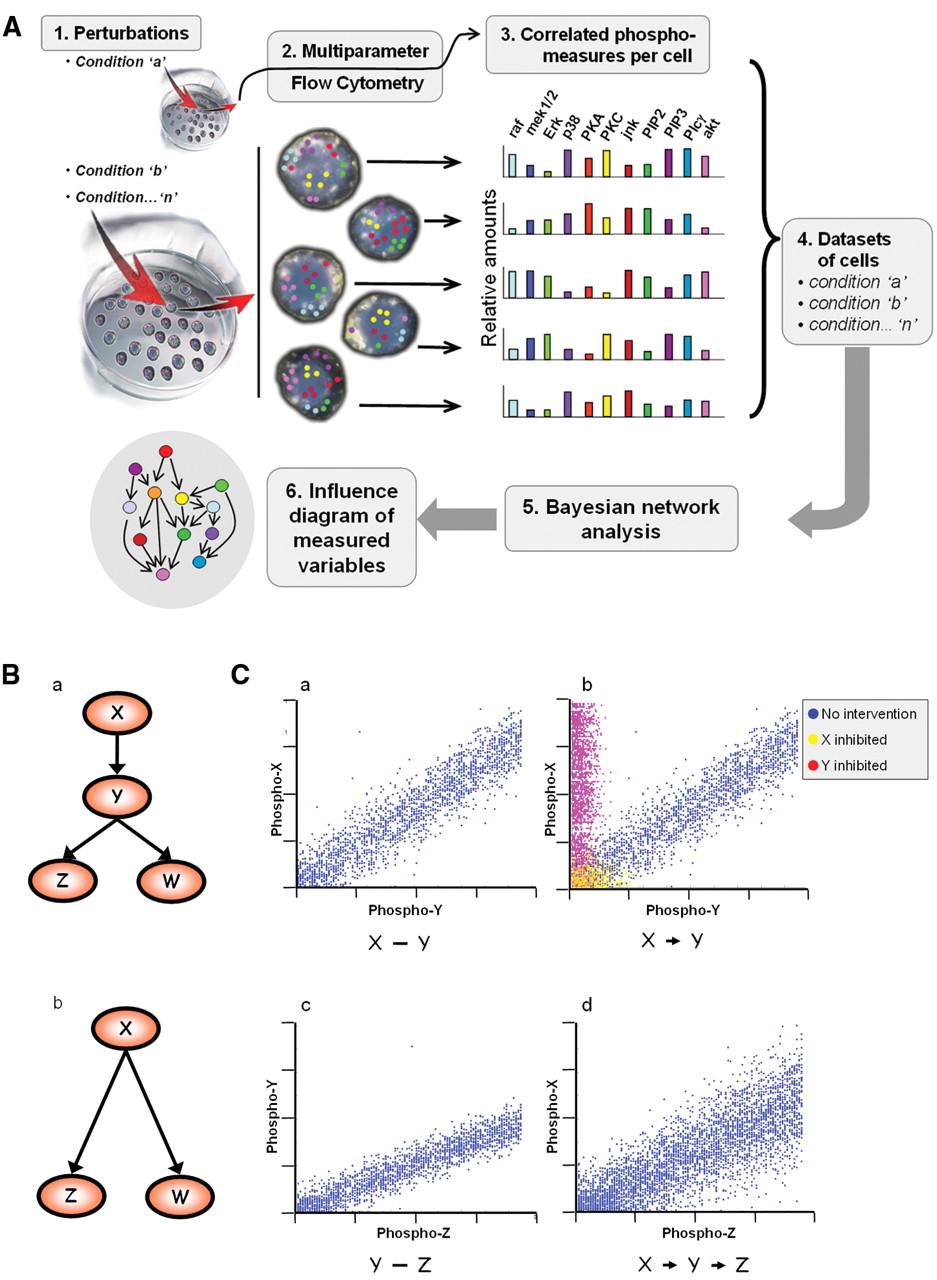 A
1. Perturbations
• Condition ‘a’
• Condition ‘b’
• Condition… ‘n’
2. Multiparameter
Flow Cytometry
3. Correlated phospho-
measures per cell
raf
mek1/2
Erk
p38
PKA
PKC
jnk
PIP2
PIP3
Plcγ
akt
Relative amounts
4. Datasets
of cells
• condition ‘a’
• condition ‘b’
• condition… ‘n’
5. Bayesian network
analysis
6. Influence
diagram of
measured
variables
B
a
X
Y
Z W
b
X
Z W
C
a
Phospho-X
Phospho-Y
X – Y
b
Phospho-X
Phospho-Y
X → Y
No intervention
X inhibited
Y inhibited
c
Phospho-Y
Phospho-Z
Y – Z
d
Phospho-X
X → Y → Z